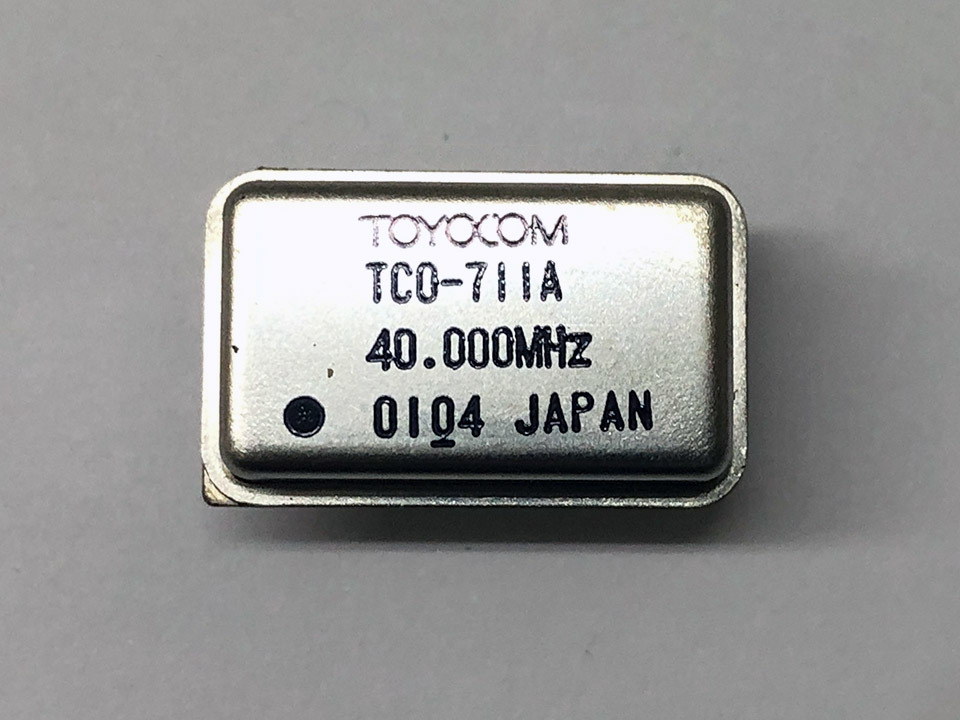 TOYOCOM
TCO-711A
40.000MHz
0104 JAPAN